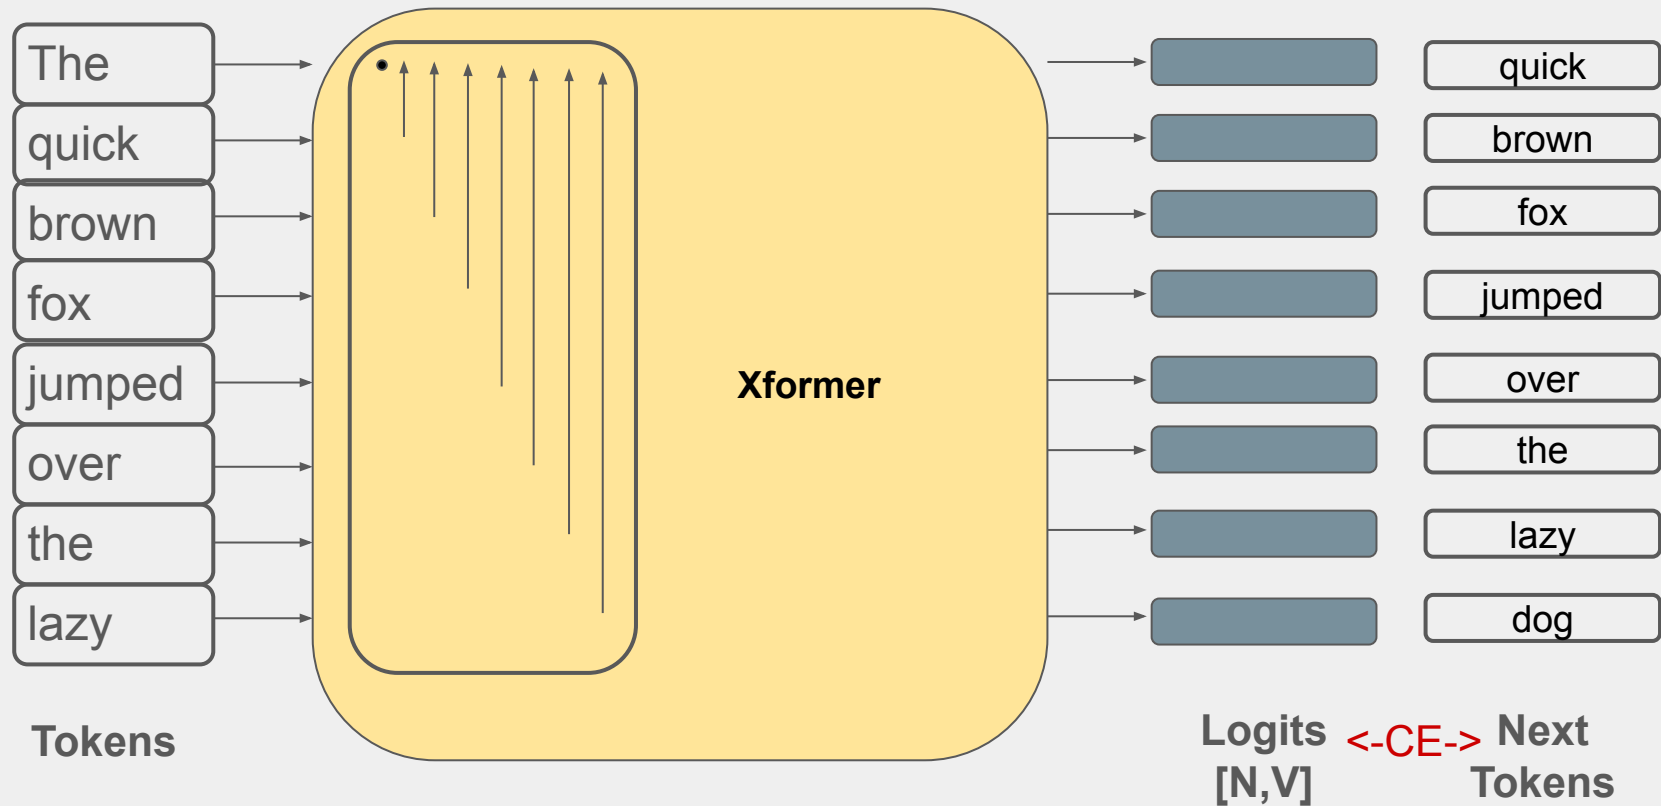 The
quick
brown
fox
jumped
over
the
lazy
Tokens
Xformer
quick
brown
fox
jumped
over
the
lazy
dog
Logits
[N,V]
<-CE->
Next
Tokens